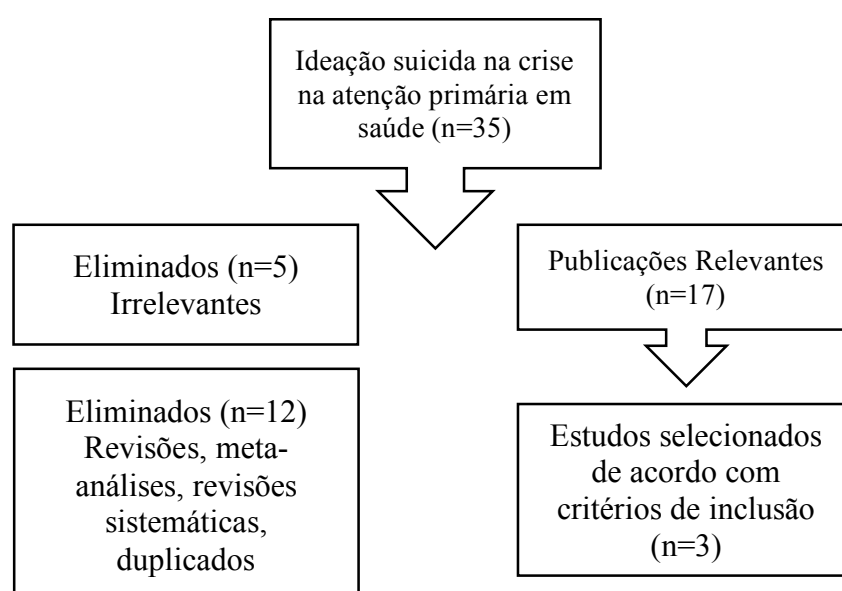 Ideação suicida na crise
na atenção primária em
saúde (n=35)
Eliminados (n=5)
Irrelevantes
Publicações Relevantes
(n=17)
Eliminados (n=12)
Revisões, meta-
análises, revisões
sistemáticas,
duplicados
Estudos selecionados
de acordo com
critérios de inclusão
(n=3)